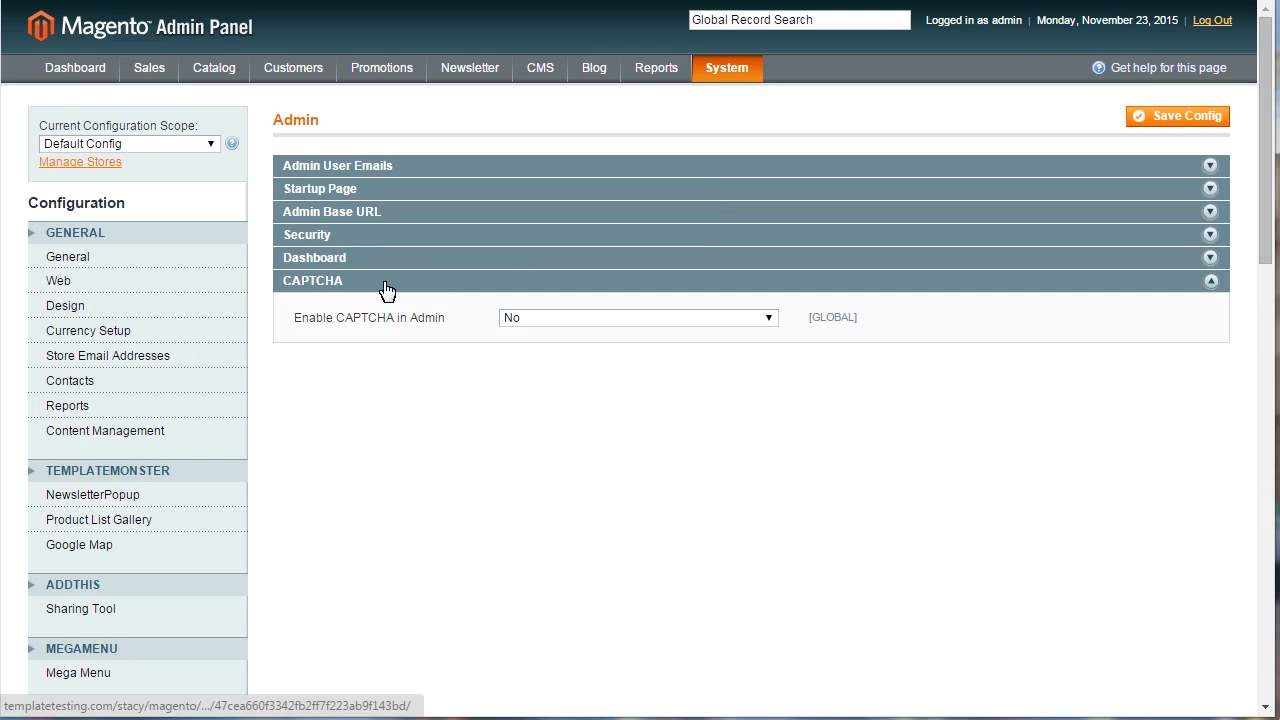 Magento™ Admin Panel
Global Record Search
Logged in as admin | Monday, November 23, 2015 | Log Out
Dashboard Sales Catalog Customers Promotions Newsletter CMS Blog Reports System
Get help for this page
Current Configuration Scope:
Default Config
Manage Stores
Configuration
GENERAL
General
Web
Design
Currency Setup
Store Email Addresses
Contacts
Reports
Content Management
TEMPLATEMONSTER
NewsletterPopup
Product List Gallery
Google Map
ADDTHIS
Sharing Tool
MEGAMENU
Mega Menu
Admin
Save Config
Admin User Emails
Startup Page
Admin Base URL
Security
Dashboard
CAPTCHA
Enable CAPTCHA in Admin No [GLOBAL]
templatetesting.com/stacy/magento/.../47cea660f3342fb2ff7f223ab9f143bd/